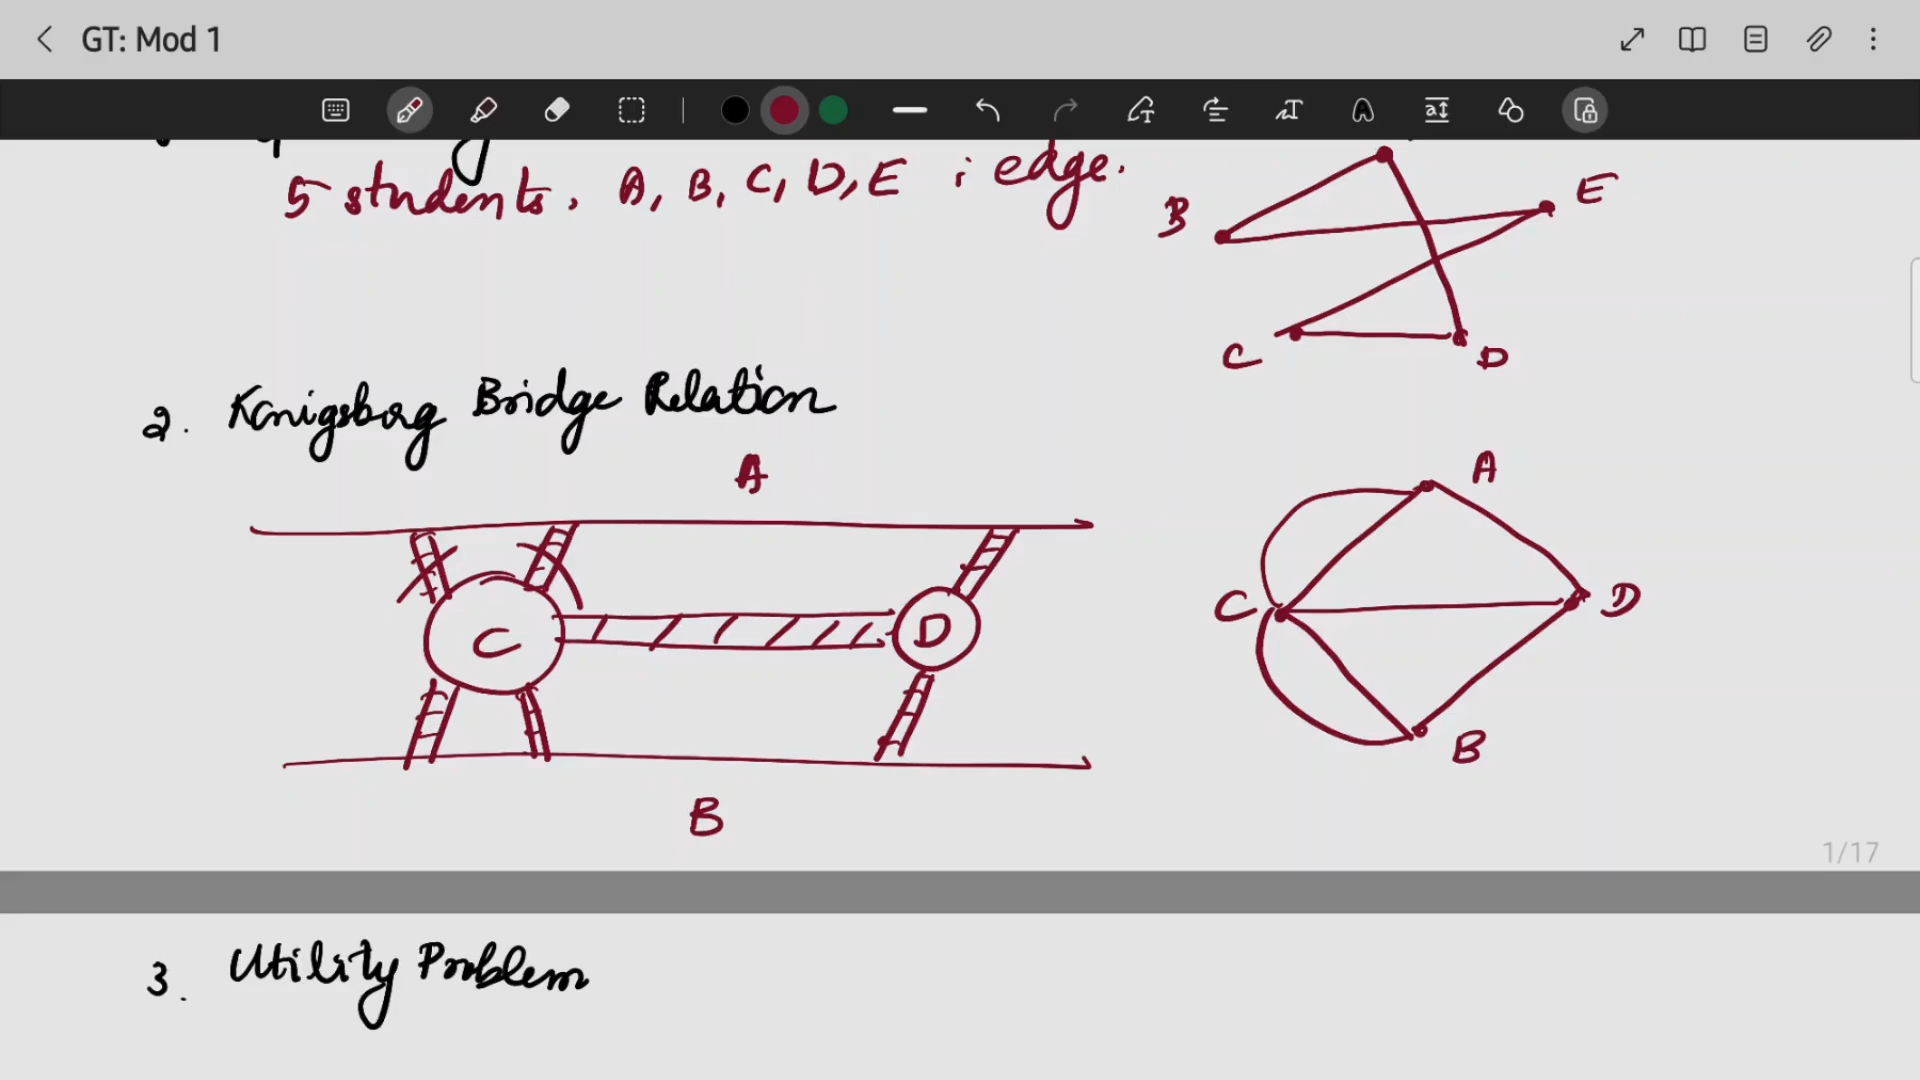 GT: Mod 1
5 students. A, B, C, D, E ; edge.
B
E
C
D
2. Konigsberg Bridge Relation
A
C
D
B
A
C
D
B
1/17
3. Utility Problem